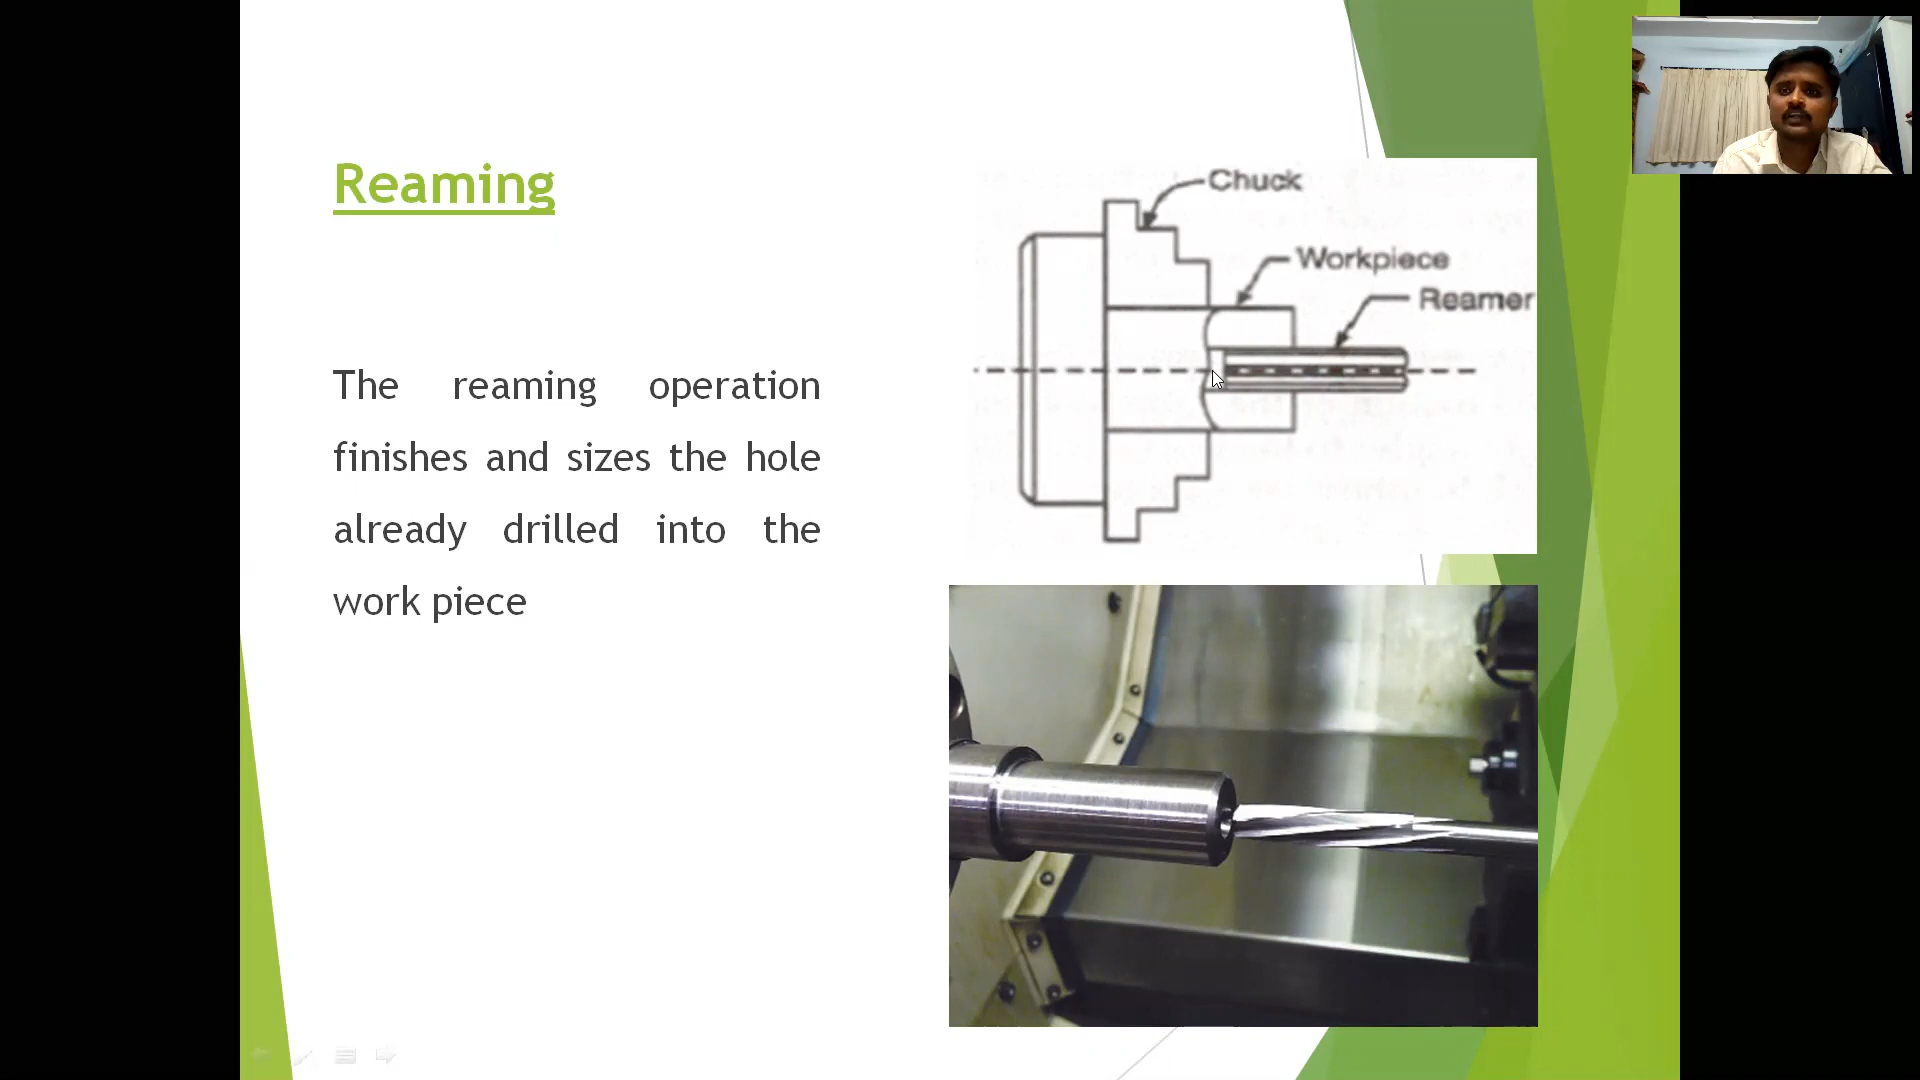 Reaming
The reaming operation
finishes and sizes the hole
already drilled into the
work piece
Chuck
Workpiece
Reamer